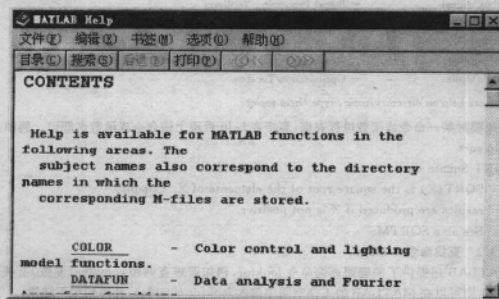 MATLAB Help
文件(F) 编辑(E) 书签(M) 选项(O) 帮助(H)
目录(C) 搜索(S) 后退(B) 打印(P) <<) >>)
CONTENTS
Help is available for MATLAB functions in the
following areas. The
subject names also correspond to the directory
names in which the
corresponding M-files are stored.
COLOR - Color control and lighting
model functions.
DATAFUN - Data analysis and Fourier